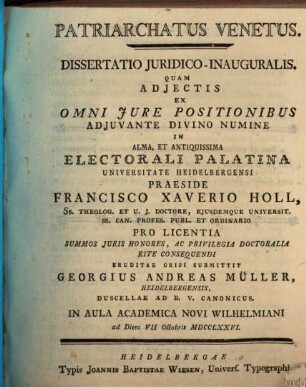 PATRIARCHATUS VENETUS.
DISSERTATIO JURIDICO-INAUGURALIS.
QUAM
ADJECTIS
EX
OMNI JURE POSITIONIBUS
ADJUVANTE DIVINO NUMINE
IN
ALMA, ET ANTIQUISSIMA
ELECTORALI PALATINA
UNIVERSITATE HEIDELBERGENSI
PRAESIDE
FRANCISCO XAVERIO HOLL,
SS. THEOLOG. ET U. J. DOCTORE, EJUSDEMQUE UNIVERSIT.
SS. CAN. PROFES. PUBL. ET ORDINARIO
PRO LICENTIA
SUMMOS JURIS HONORES, AC PRIVILEGIA DOCTORALIA
RITE CONSEQUENDI
ERUDITAE ORBI SUBMITTIT
GEORGIUS ANDREAS MÜLLER,
HEIDELBERGENSIS,
DUSCELLAE AD B. V. CANONICUS.
IN AULA ACADEMICA NOVI WILHELMIANI
ad Diem VII Octobris MDCCLXXVI.
HEIDELBERGAE
Typis JOANNIS BAPTISTAE WIESEN, Univers. Typographi